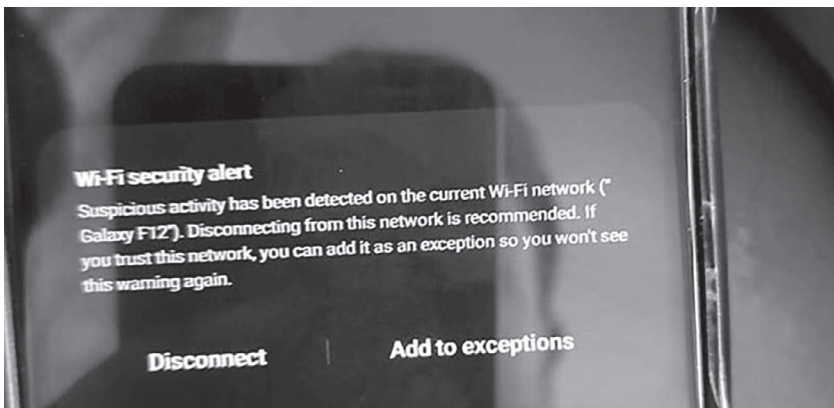 Wi-Fi security alert
Suspicious activity has been detected on the current Wi-Fi network ("
Galaxy F12"). Disconnecting from this network is recommended. If
you trust this network, you can add it as an exception so you won't see
this warning again.
Disconnect | Add to exceptions